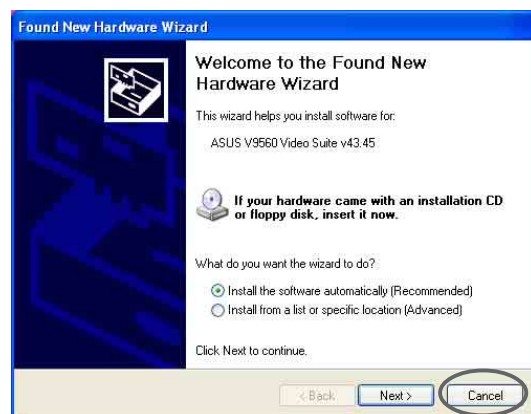 Found New Hardware Wizard
Welcome to the Found New
Hardware Wizard
This wizard helps you install software for:
ASUS V9560 Video Suite v43.45
If your hardware came with an installation CD
or floppy disk, insert it now.
What do you want the wizard to do?
Install the software automatically (Recommended)
Install from a list or specific location (Advanced)
Click Next to continue.
< Back Next > Cancel